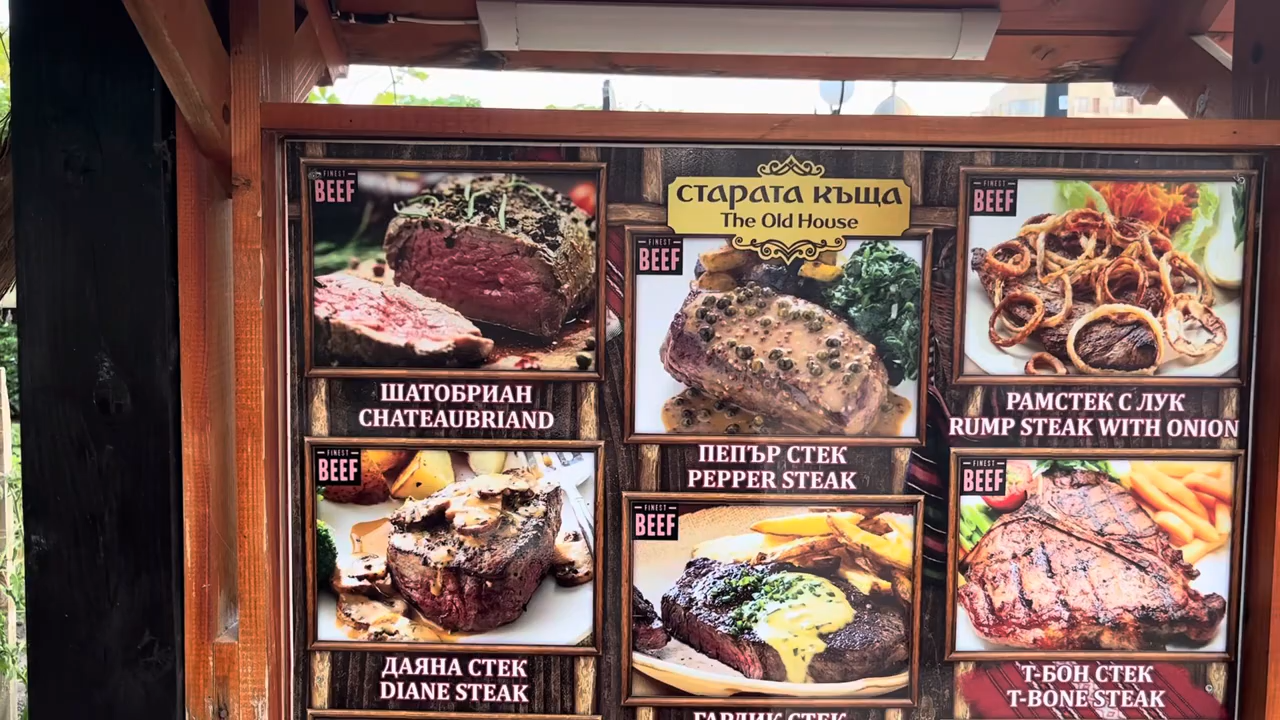 FINEST
BEEF
ШАТОБРИАН
CHATEAUBRIAND
СТАРАТА КЪЩА
The Old House
FINEST
BEEF
ПЕПЪР СТЕК
PEPPER STEAK
FINEST
BEEF
РАМСТЕК С ЛУК
RUMP STEAK WITH ONION
FINEST
BEEF
ДАЯНА СТЕК
DIANE STEAK
FINEST
BEEF
ГАРЛИК СТЕК
FINEST
BEEF
Т-БОН СТЕК
T-BONE STEAK